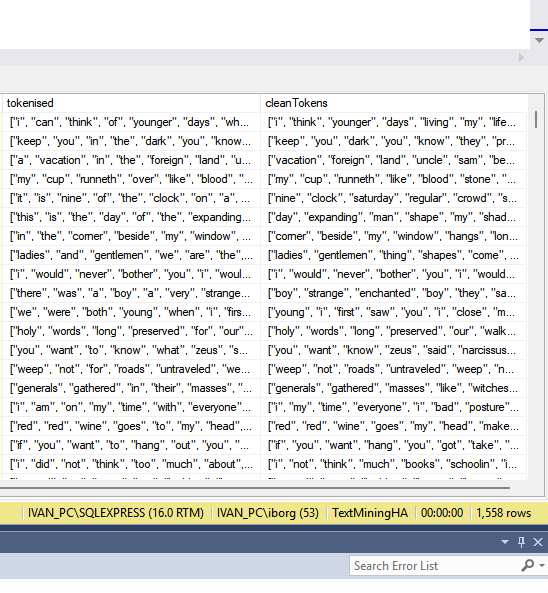 tokenised cleanTokens
["i", "can", "think", "of", "younger", "days", "wh... ["i", "think", "younger", "days", "living", "my", "life...
["keep", "you", "in", "the", "dark", "you", "know... ["keep", "you", "dark", "you", "know", "they", "pr...
["a", "vacation", "in", "the", "foreign", "land", "u... ["vacation", "foreign", "land", "uncle", "sam", "be...
["my", "cup", "runneth", "over", "like", "blood", "... ["my", "cup", "runneth", "like", "blood", "stone", "...
["it", "is", "nine", "of", "the", "clock", "on", "a", ... ["nine", "clock", "saturday", "regular", "crowd", "s...
["this", "is", "the", "day", "of", "the", "expanding... ["day", "expanding", "man", "shape", "my", "shad...
["in", "the", "corner", "beside", "my", "window", ... ["corner", "beside", "my", "window", "hangs", "lon...
["ladies", "and", "gentlemen", "we", "are", "the",... ["ladies", "gentlemen", "thing", "shapes", "come", ...
["i", "would", "never", "bother", "you", "i", "woul... ["i", "would", "never", "bother", "you", "i", "would...
["there", "was", "a", "boy", "a", "very", "strange... ["boy", "strange", "enchanted", "boy", "they", "sa...
["we", "were", "both", "young", "when", "i", "firs... ["young", "i", "first", "saw", "you", "i", "close", "m...
["holy", "words", "long", "preserved", "for", "our... ["holy", "words", "long", "preserved", "our", "walk...
["you", "want", "to", "know", "what", "zeus", "s... ["you", "want", "know", "zeus", "said", "narcissus...
["weep", "not", "for", "roads", "untraveled", "we... ["weep", "not", "roads", "untraveled", "weep", "n...
["generals", "gathered", "in", "their", "masses", "... ["generals", "gathered", "masses", "like", "witches...
["i", "am", "on", "my", "time", "with", "everyone"... ["i", "my", "time", "everyone", "i", "bad", "posture"...
["red", "red", "wine", "goes", "to", "my", "head,... ["red", "red", "wine", "goes", "my", "head", "make...
["if", "you", "want", "to", "hang", "out", "you", "... ["if", "you", "want", "hang", "you", "got", "take", "...
["i", "did", "not", "think", "too", "much", "about",... ["i", "not", "think", "much", "books", "schoolin", "i...
IVAN_PC\SQLEXPRESS (16.0 RTM) IVAN_PC\iborg (53) TextMiningHA 00:00:00 1,558 rows
Search Error List